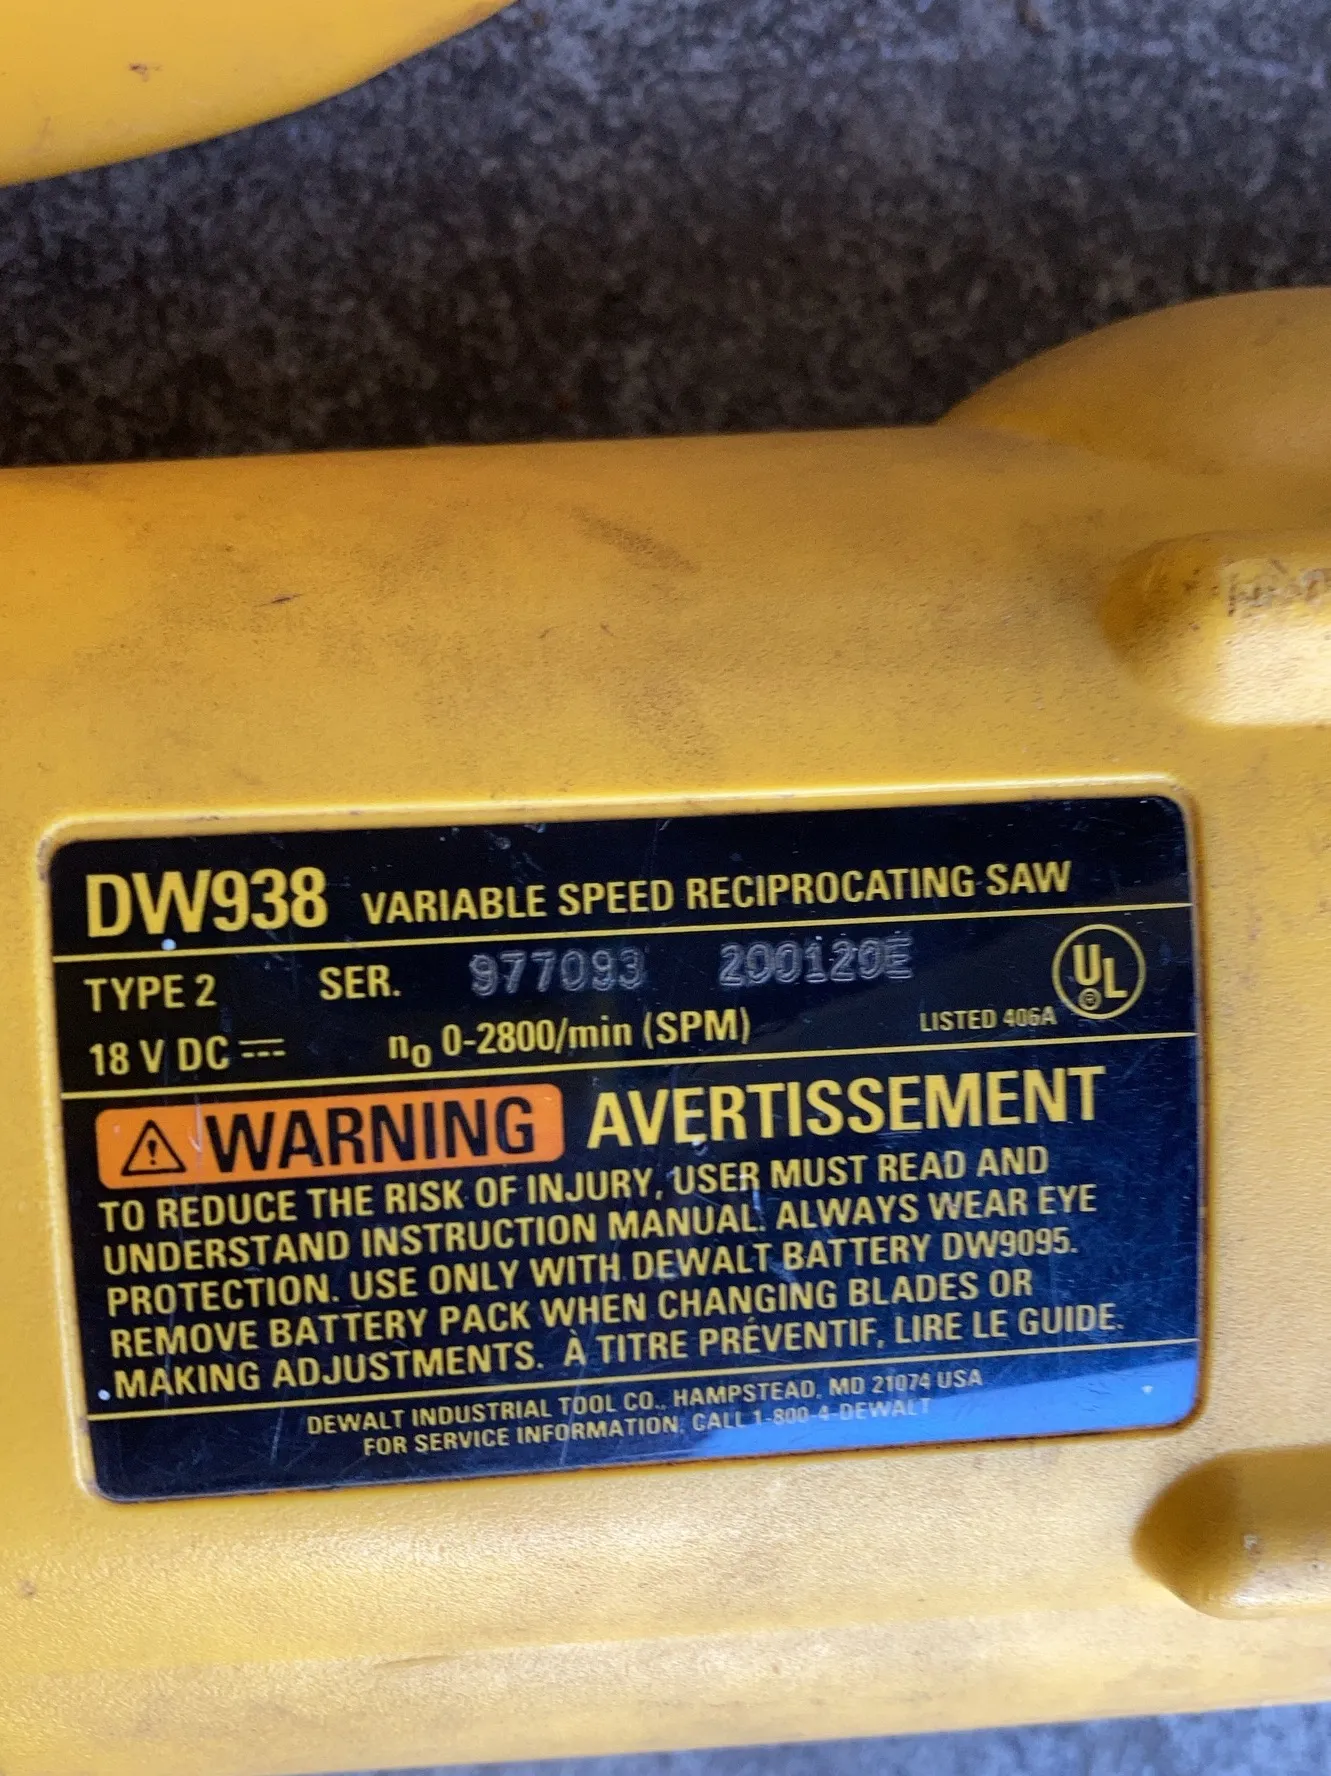 DW938 VARIABLE SPEED RECIPROCATING SAW
TYPE 2 SER. 977093 200120E
18 V DC n₀ 0-2800/min (SPM)
UL
R
LISTED 406A
⚠ WARNING AVERTISSEMENT
TO REDUCE THE RISK OF INJURY, USER MUST READ AND
UNDERSTAND INSTRUCTION MANUAL. ALWAYS WEAR EYE
PROTECTION. USE ONLY WITH DEWALT BATTERY DW9095.
REMOVE BATTERY PACK WHEN CHANGING BLADES OR
MAKING ADJUSTMENTS. À TITRE PRÉVENTIF, LIRE LE GUIDE.
DEWALT INDUSTRIAL TOOL CO., HAMPSTEAD, MD 21074 USA
FOR SERVICE INFORMATION, CALL 1-800-4-DEWALT